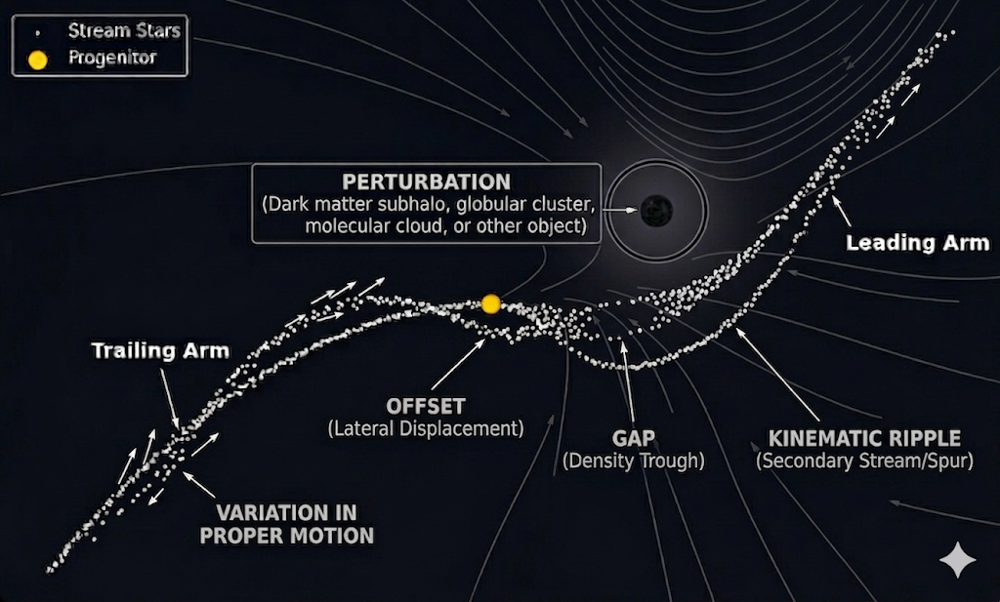 Stream Stars
Progenitor
PERTURBATION
(Dark matter subhalo, globular cluster,
molecular cloud, or other object)
Leading Arm
Trailing Arm
OFFSET
(Lateral Displacement)
GAP
(Density Trough)
KINEMATIC RIPPLE
(Secondary Stream/Spur)
VARIATION IN
PROPER MOTION